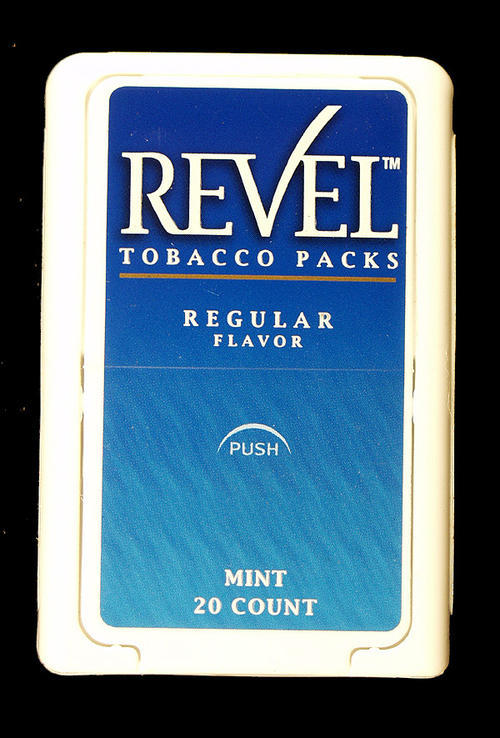 REVEL™
TOBACCO PACKS
REGULAR
FLAVOR
PUSH
MINT
20 COUNT